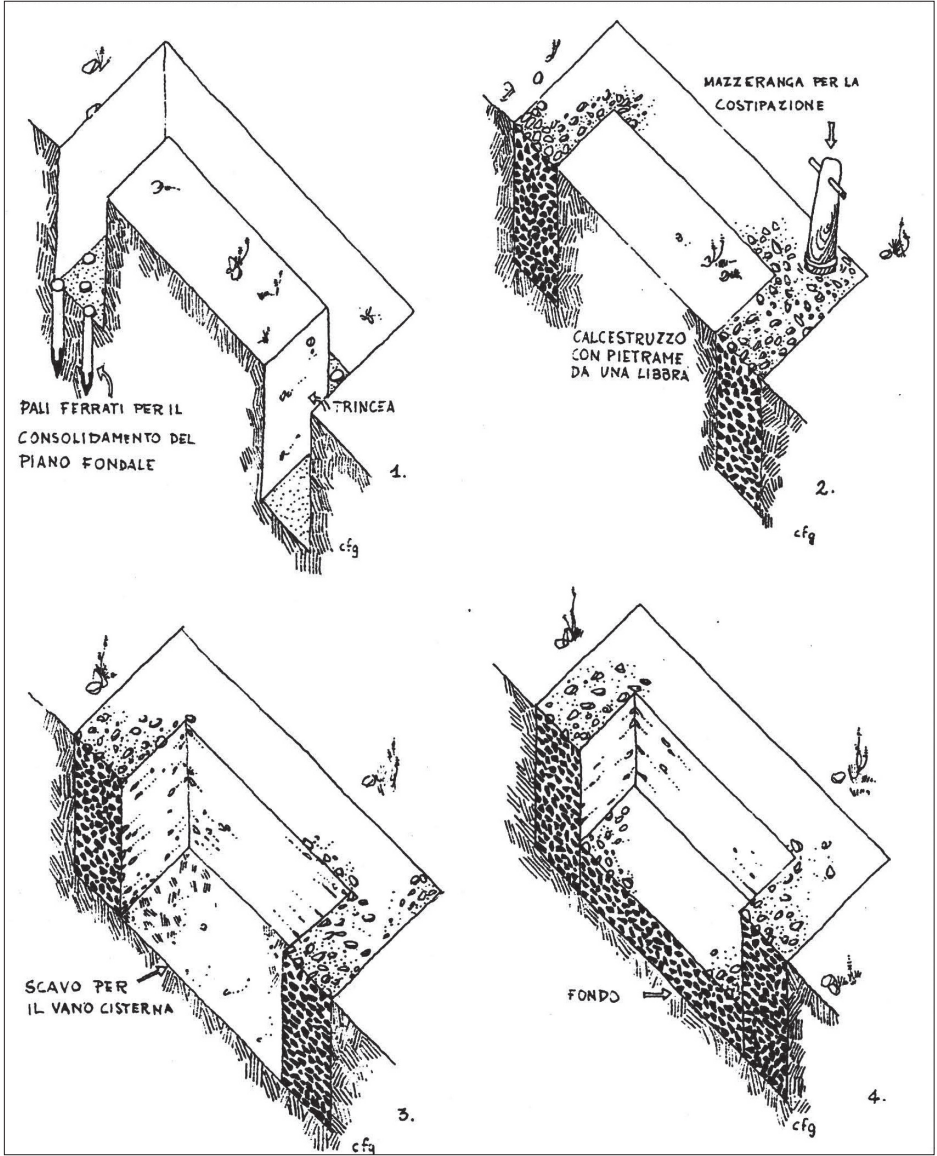 PALI FERRATI PER IL
CONSOLIDAMENTO DEL
PIANO FONDALE
TRINCEA
1.
cfg
MAZZERANGA PER LA
COSTIPAZIONE
CALCESTRUZZO
CON PIETRAME
DA UNA LIBBRA
2.
cfg
SCAVO PER
IL VANO CISTERNA
3.
cfg
FONDO
4.
cfg